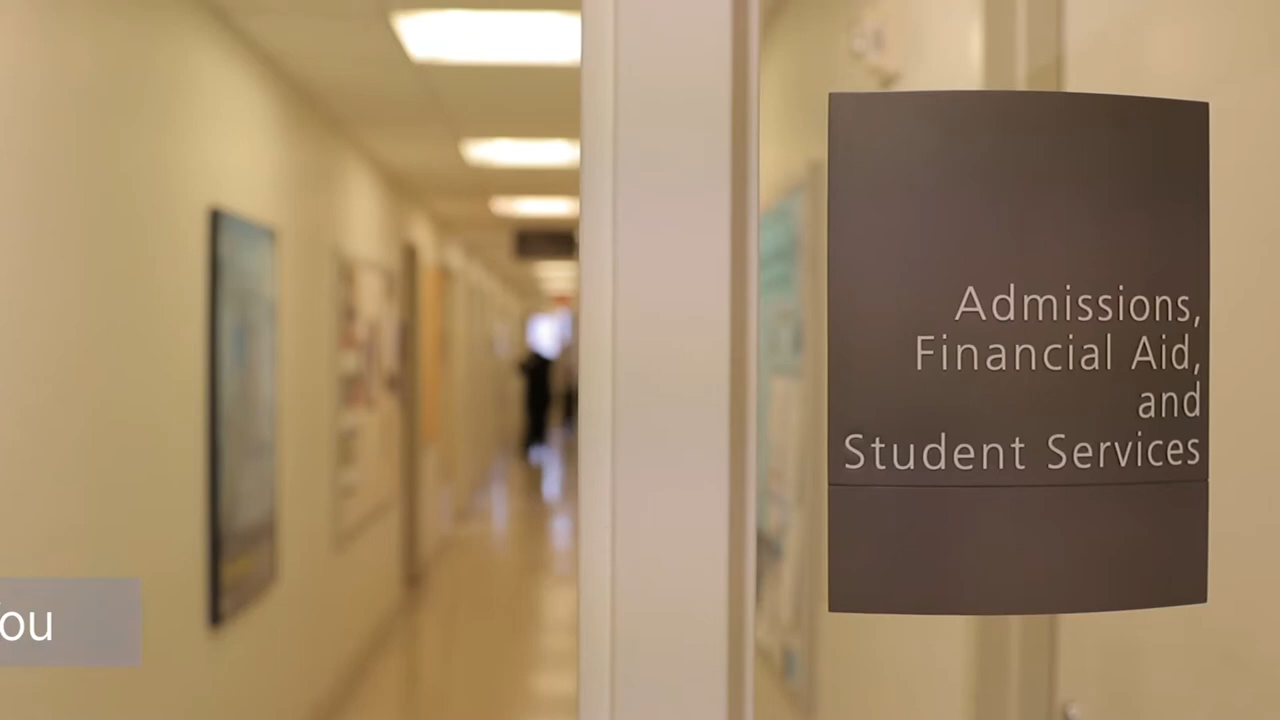 Admissions,
Financial Aid,
and
Student Services